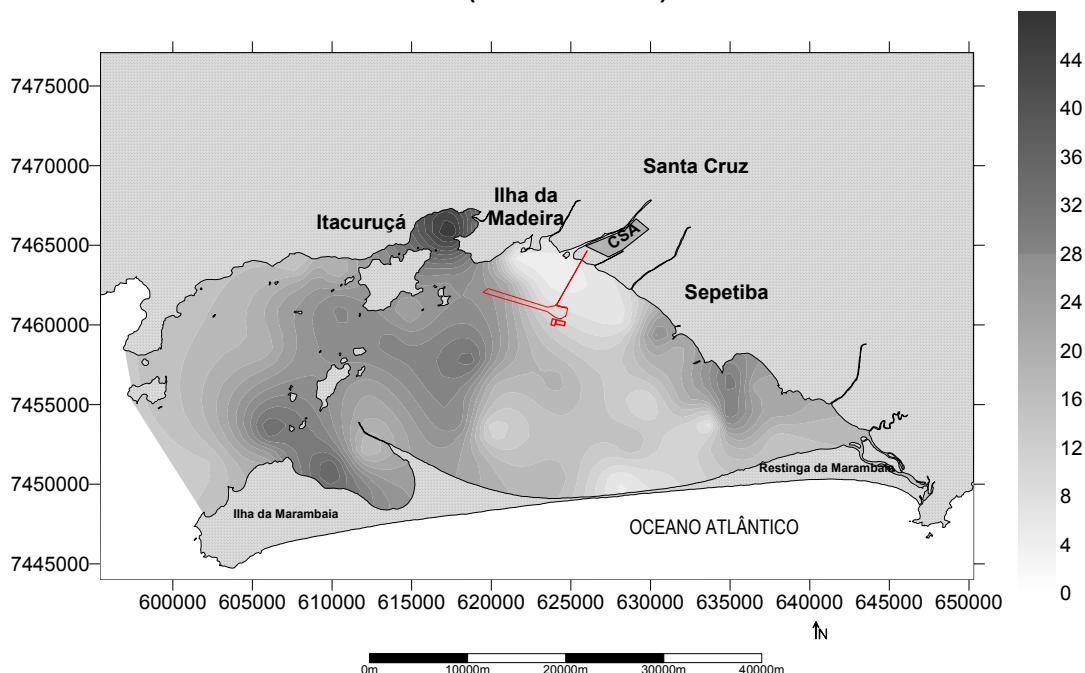 44
40
36
32
28
24
20
16
12
8
4
0
7475000
7470000
7465000
7460000
7455000
7450000
7445000
Santa Cruz
Ilha da
Madeira
Itacuruçá
CSA
Sepetiba
Restinga da Marambaia
Ilha da Marambaia
OCEANO ATLÂNTICO
600000 605000 610000 615000 620000 625000 630000 635000 640000 645000 650000
N
0m 10000m 20000m 30000m 40000m